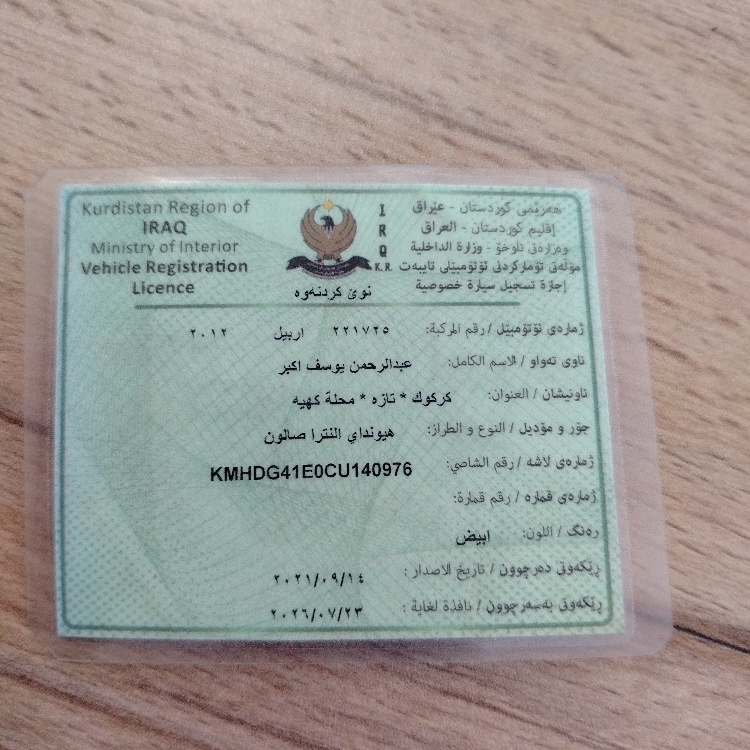 Kurdistan Region of
IRAQ
Ministry of Interior
Vehicle Registration
Licence
I
R
Q
K.R.
هەرێمی کوردستان - عێراق
إقليم كوردستان - العراق
وەزارەتی ناوخۆ - وزارة الداخلية
مۆڵەتی تۆمارکردنی ئۆتۆمبێلی تایبەت
إجازة تسجيل سيارة خصوصية
نوێ کردنەوە
ژمارەی ئۆتۆمبێل / رقم المركبة: ٢٢١٧٢٥ اربيل ٢٠١٢
ناوی تەواو / الاسم الكامل: عبدالرحمن يوسف اكبر
ناونیشان / العنوان: كركوك * تازه * محلة كهيه
جۆر و مۆدیل / النوع و الطراز: هيونداي النترا صالون
ژمارەی لاشە / رقم الشاصي: KMHDG41E0CU140976
ژمارەی قمارە / رقم قمارة:
ڕەنگ / اللون: ابيض
ڕێکەوتی دەرچوون / تاريخ الاصدار : ٢٠٢١/٠٩/١٤
ڕێکەوتی بەسەرچوون / نافذة لغاية : ٢٠٢٦/٠٧/٢٣